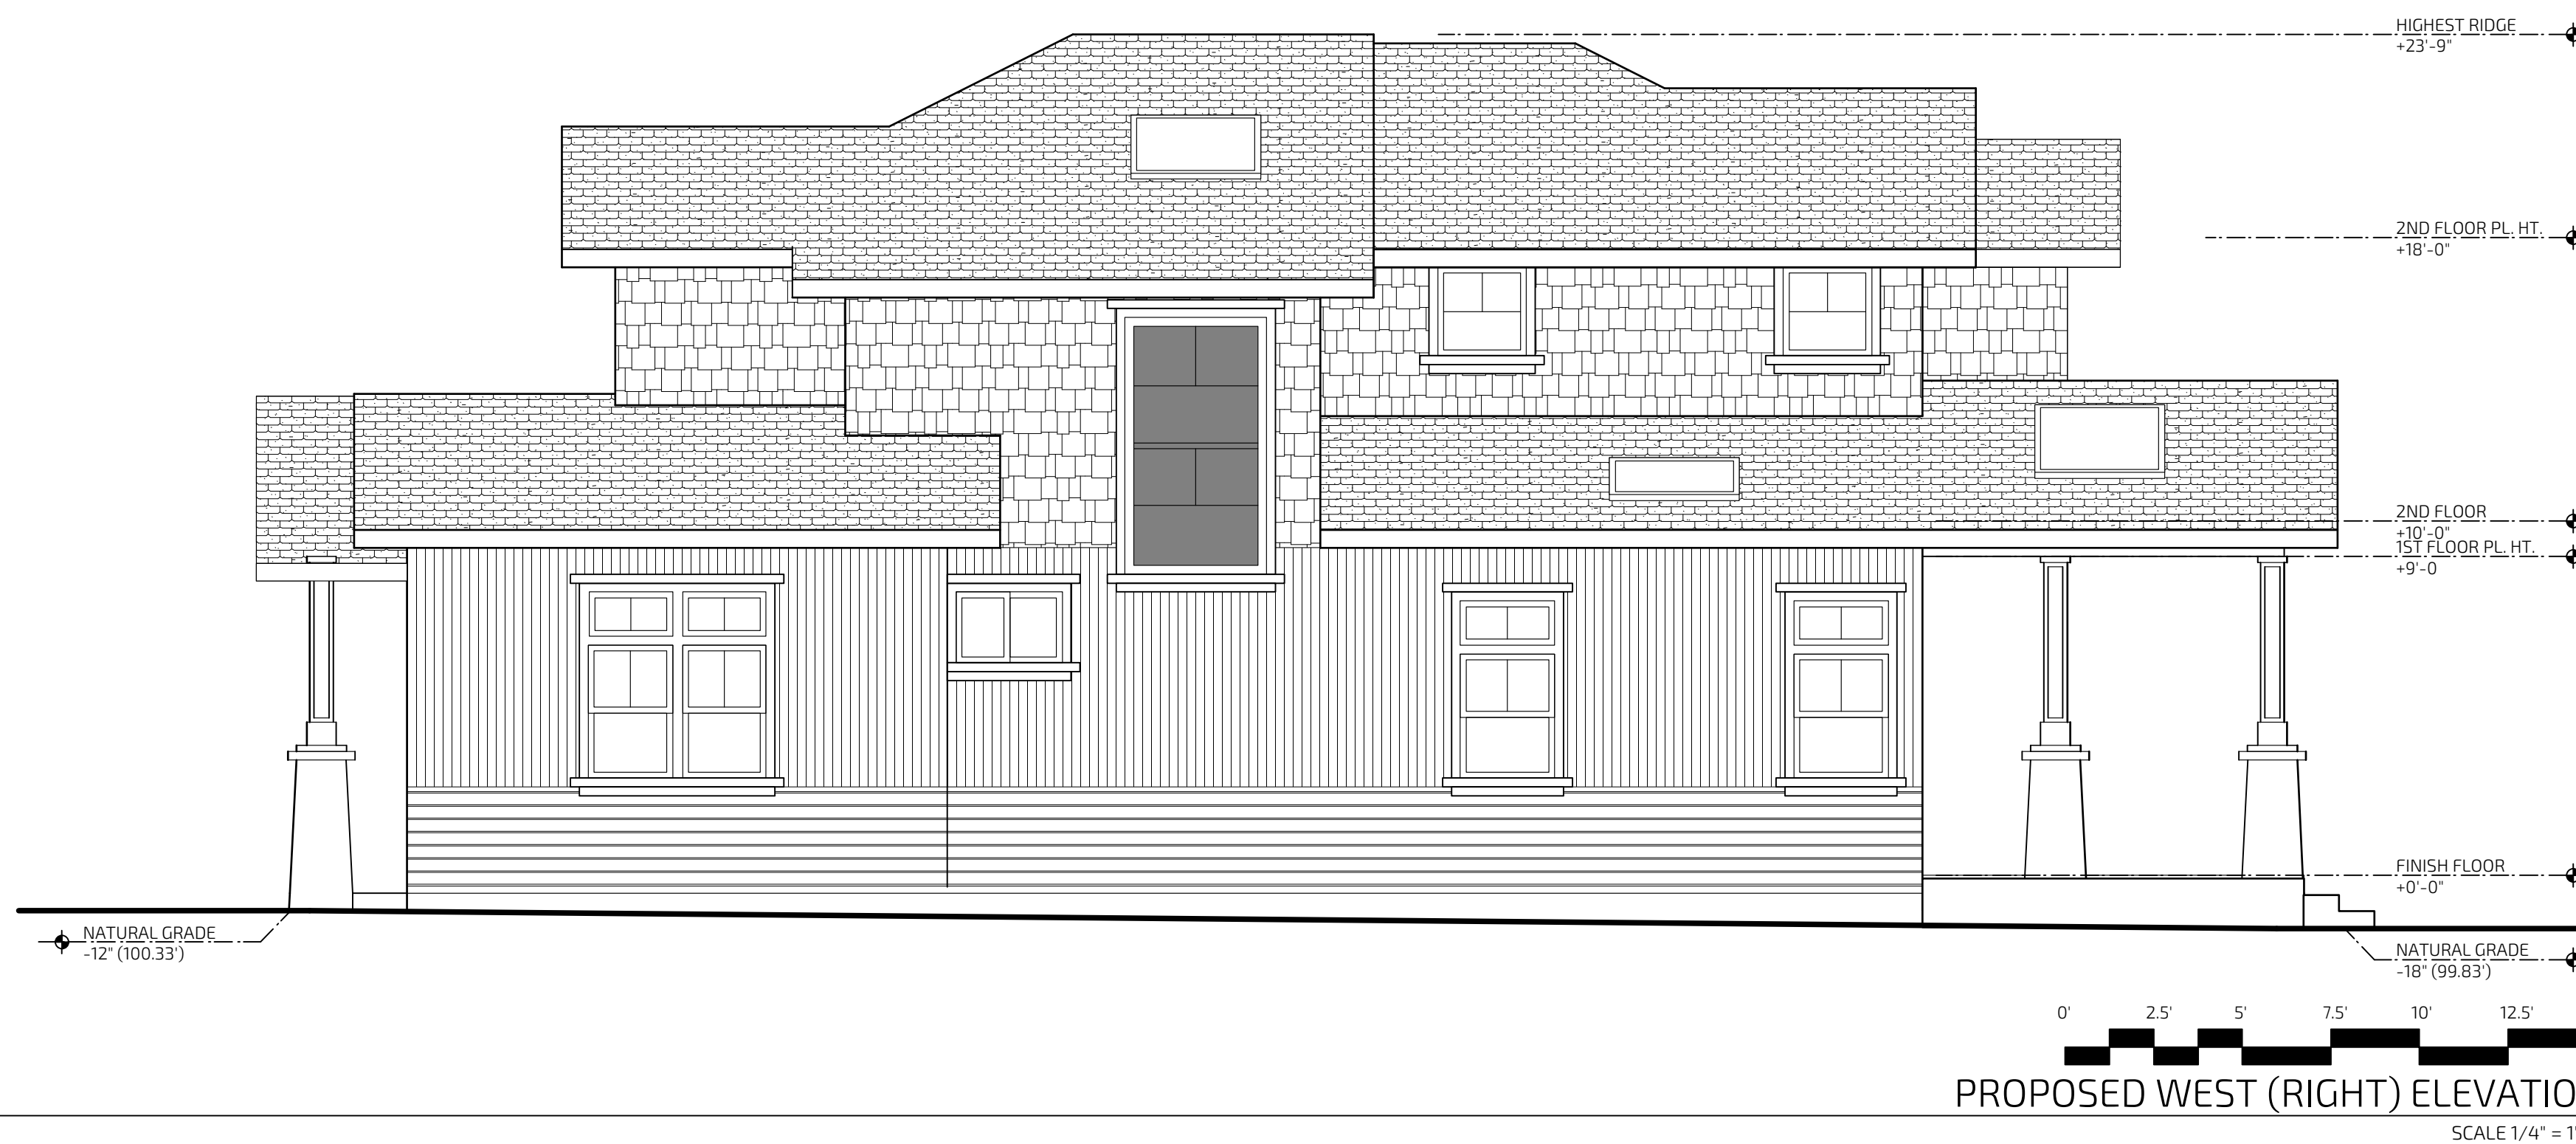 HIGHEST RIDGE
+23'-9"
2ND FLOOR PL. HT.
+18'-0"
2ND FLOOR
+10'-0"
1ST FLOOR PL. HT.
+9'-0
FINISH FLOOR
+0'-0"
NATURAL GRADE
-12" (100.33')
NATURAL GRADE
-18" (99.83')
0' 2.5' 5' 7.5' 10' 12.5'
PROPOSED WEST (RIGHT) ELEVATIO
SCALE 1/4" = 1'